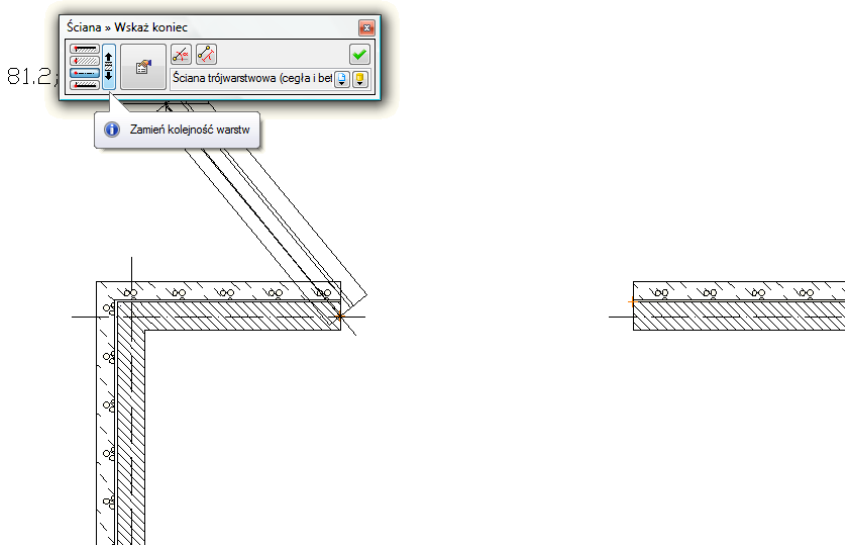 Ściana » Wskaż koniec
Ściana trójwarstwowa (cegła i bet
81.2;
Zamień kolejność warstw